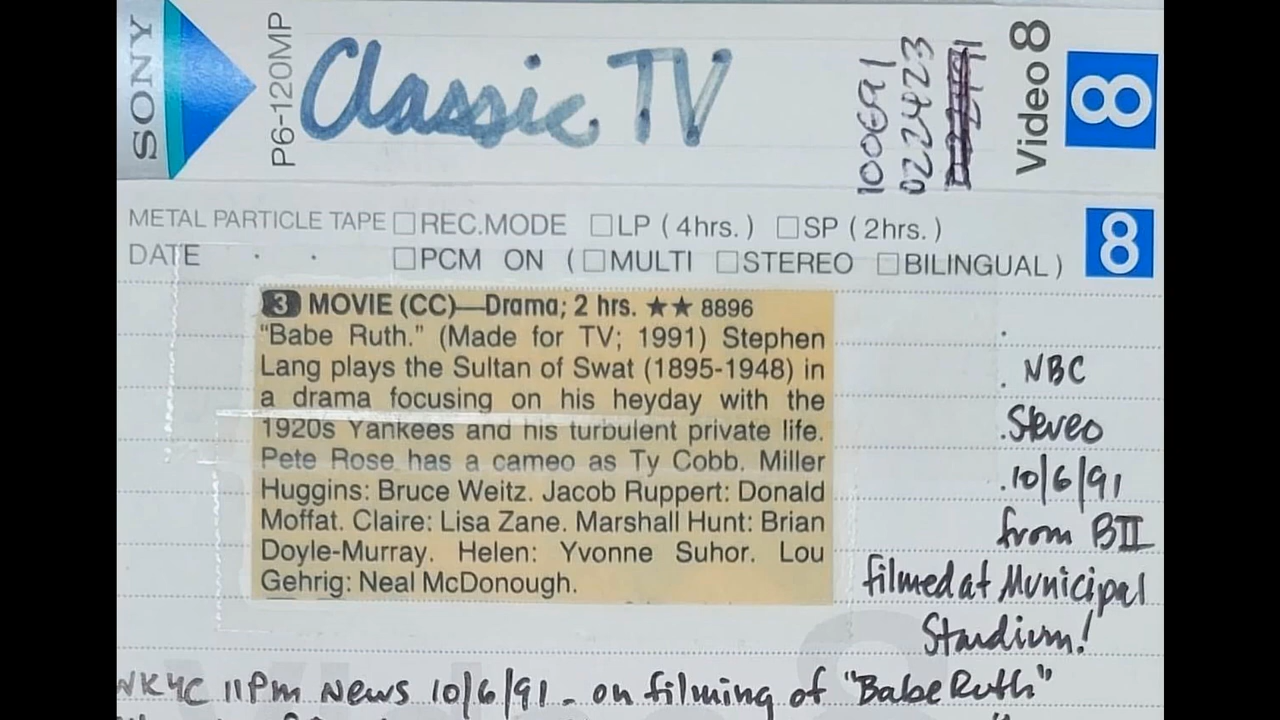 SONY
P6-120MP
Classic TV
100691
022423
Video 8
8
METAL PARTICLE TAPE □REC.MODE □LP (4hrs.) □SP (2hrs.)
DATE . . □PCM ON (□MULTI □STEREO □BILINGUAL)
8
3 MOVIE (CC)—Drama; 2 hrs. ★★ 8896
“Babe Ruth.” (Made for TV; 1991) Stephen
Lang plays the Sultan of Swat (1895-1948) in
a drama focusing on his heyday with the
1920s Yankees and his turbulent private life.
Pete Rose has a cameo as Ty Cobb. Miller
Huggins: Bruce Weitz. Jacob Ruppert: Donald
Moffat. Claire: Lisa Zane. Marshall Hunt: Brian
Doyle-Murray. Helen: Yvonne Suhor. Lou
Gehrig: Neal McDonough.
NBC
Stereo
10/6/91
from BII
filmed at Municipal
Stardium!
WKYC 11PM News 10/6/91 - on filming of "Babe Ruth"